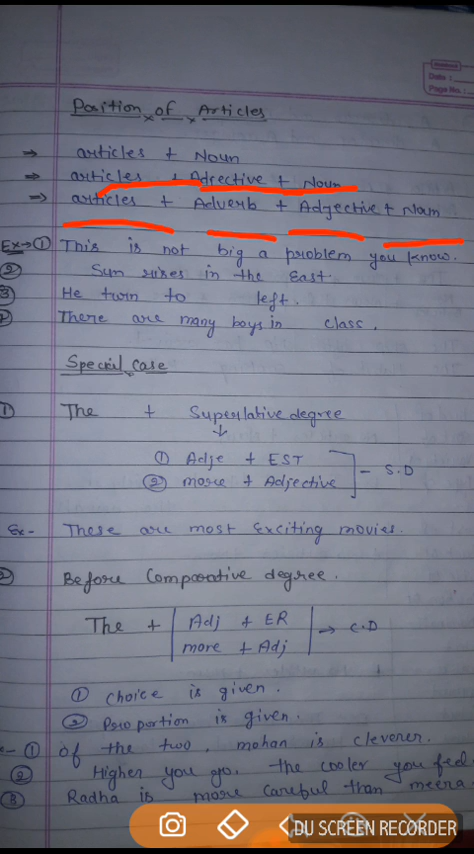 Date :
Page No. :
Position of Articles
⇒ articles + Noun
⇒ articles + Adjective + Noun
⇒ articles + Adverb + Adjective + Noun
Ex→ ① This is not big a problem you know.
② Sun rises in the East.
③ He turn to left.
② There are many boys in class.
Special case
① The + Superlative degree
↓
① Adje + EST
② more + Adjective
- S.D
Ex- These are most exciting movies.
② Before Comparative degree.
The +
Adj + ER
more + Adj
→ C.D
① choice is given.
② Proportion is given.
① of the two, mohan is cleverer.
② Higher you go, the cooler you feel
③ Radha is more careful than meera
DU SCREEN RECORDER